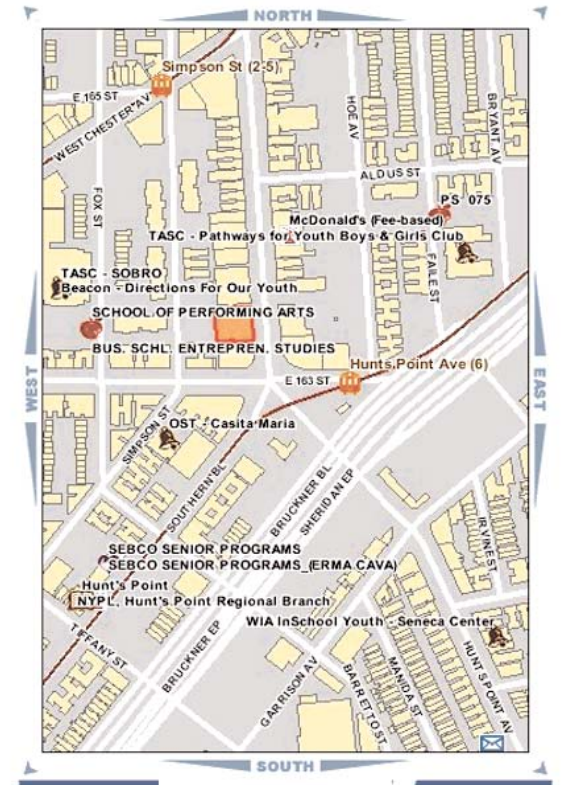 NORTH
Simpson St (2-5)
E 165 ST
WESTCHESTER AV
HOE AV
BRYANT AV
ALDUS ST
FOX ST
PS 075
McDonald's (Fee-based)
TASC - Pathways for Youth Boys & Girls Club
FAILE ST
TASC - SOBRO
Beacon - Directions For Our Youth
SCHOOL OF PERFORMING ARTS
BUS. SCHL. ENTREPREN. STUDIES
Hunts Point Ave (6)
E 163 ST
WEST
EAST
SIMPSON ST
OST - Casita Maria
SOUTHERN BL
BRUCKNER BL
SHERIDAN EP
IRVINE ST
SEBCO SENIOR PROGRAMS
SEBCO SENIOR PROGRAMS (ERMA CAVA)
Hunt's Point
NYPL, Hunt's Point Regional Branch
WIA InSchool Youth - Seneca Center
TIFFANY ST
BRUCKNER EP
GARRISON AV
BARRETTO ST
MANIDA ST
HUNTS POINT AV
SOUTH